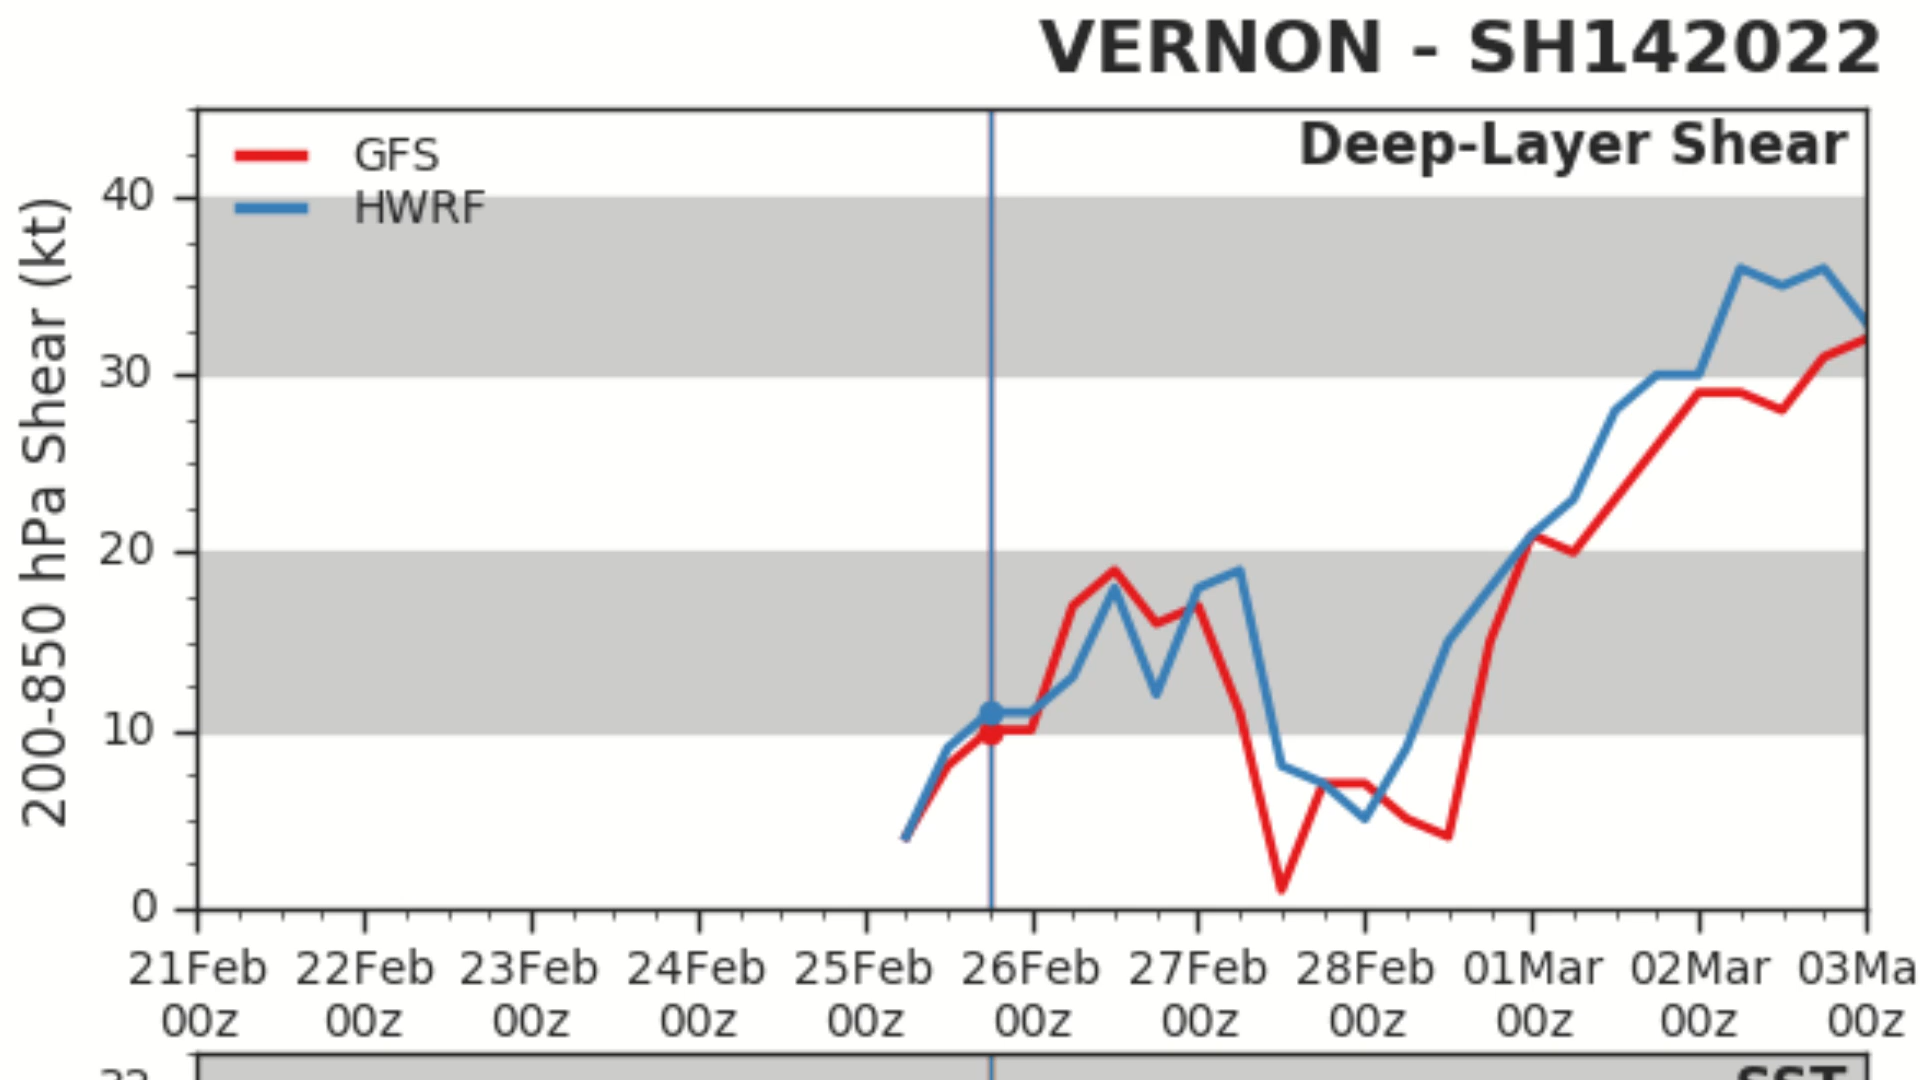 VERNON - SH142022
Deep-Layer Shear
GFS
HWRF
200-850 hPa Shear (kt)
40
30
20
10
0
21Feb 22Feb 23Feb 24Feb 25Feb 26Feb 27Feb 28Feb 01Mar 02Mar 03Ma
00z 00z 00z 00z 00z 00z 00z 00z 00z 00z 00z
SST